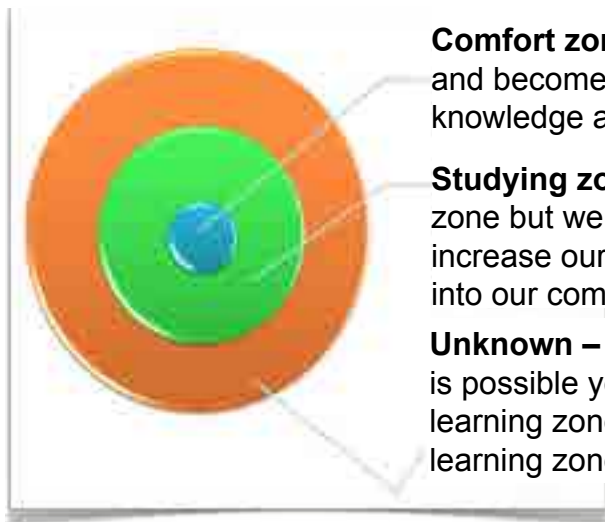 Comfort zon
and become
knowledge a
Studying zo
zone but we
increase our
into our com
Unknown –
is possible y
learning zon
learning zon